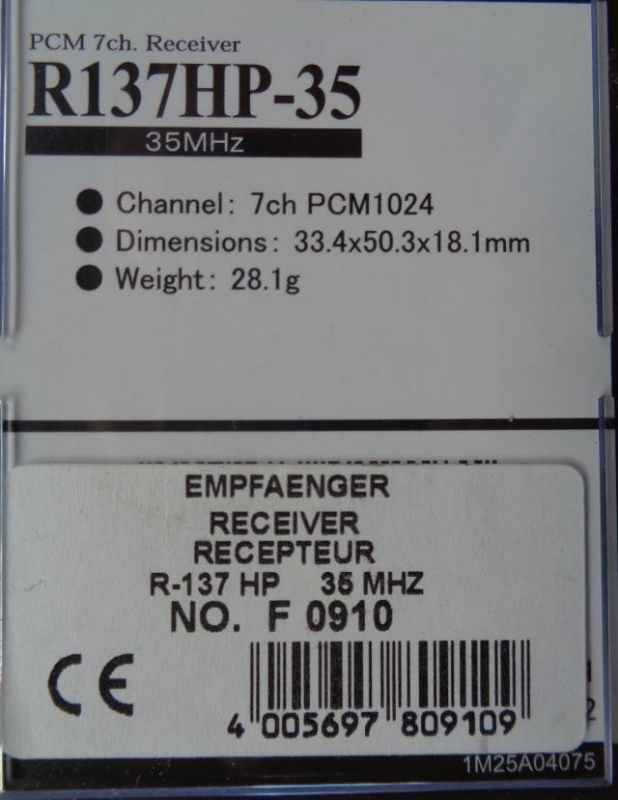 PCM 7ch. Receiver
R137HP-35
35MHz
● Channel: 7ch PCM1024
● Dimensions: 33.4x50.3x18.1mm
● Weight: 28.1g
EMPFAENGER
RECEIVER
RECEPTEUR
R-137 HP 35 MHZ
NO. F 0910
CE
4 005697 809109
2
1M25A04075